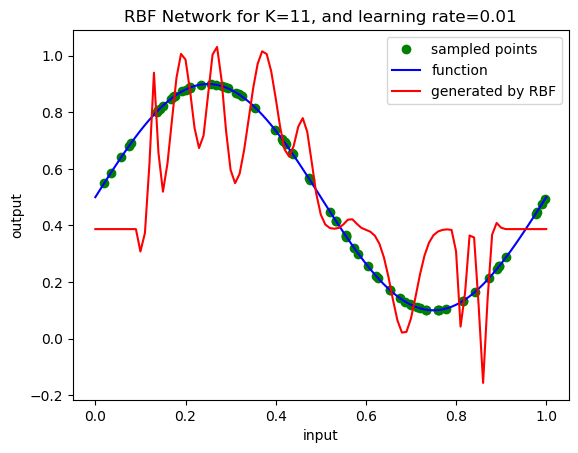 RBF Network for K=11, and learning rate=0.01
sampled points
function
generated by RBF
output
1.0
0.8
0.6
0.4
0.2
0.0
−0.2
0.0 0.2 0.4 0.6 0.8 1.0
input